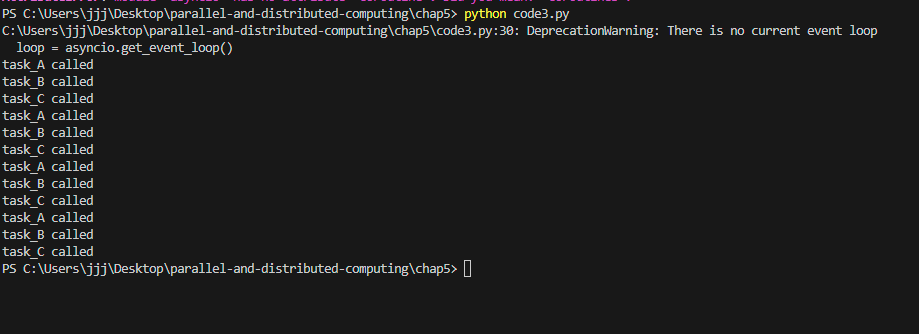 PS C:\Users\jjj\Desktop\parallel-and-distributed-computing\chap5> python code3.py
C:\Users\jjj\Desktop\parallel-and-distributed-computing\chap5\code3.py:30: DeprecationWarning: There is no current event loop
  loop = asyncio.get_event_loop()
task_A called
task_B called
task_C called
task_A called
task_B called
task_C called
task_A called
task_B called
task_C called
task_A called
task_B called
task_C called
PS C:\Users\jjj\Desktop\parallel-and-distributed-computing\chap5>